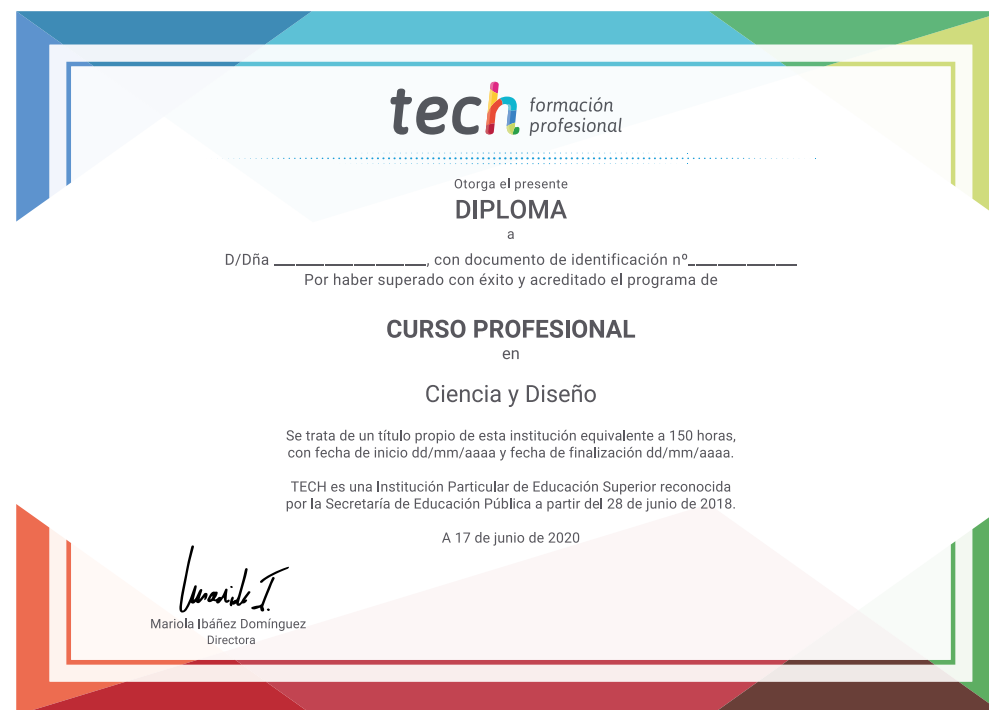 tech formación
profesional
Otorga el presente
DIPLOMA
a
D/Dña __________________, con documento de identificación nº_____________
Por haber superado con éxito y acreditado el programa de
CURSO PROFESIONAL
en
Ciencia y Diseño
Se trata de un título propio de esta institución equivalente a 150 horas,
con fecha de inicio dd/mm/aaaa y fecha de finalización dd/mm/aaaa.
TECH es una Institución Particular de Educación Superior reconocida
por la Secretaría de Educación Pública a partir del 28 de junio de 2018.
A 17 de junio de 2020
Mariola Ibáñez Domínguez
Directora